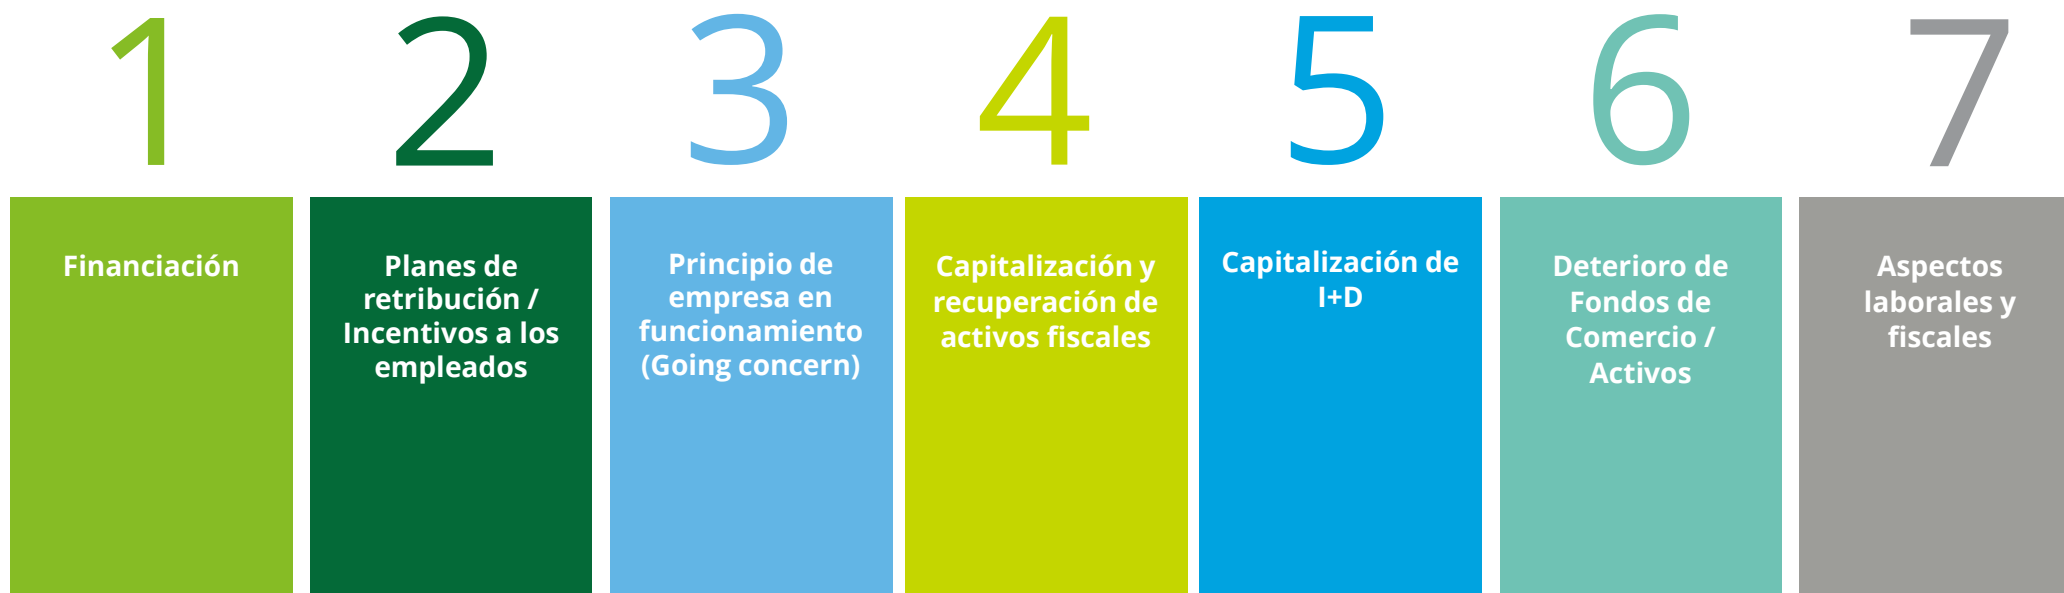 1
2
3
4
5
6
7
Financiación
Planes de
retribución /
Incentivos a los
empleados
Principio de
empresa en
funcionamiento
(Going concern)
Capitalización y
recuperación de
activos fiscales
Capitalización de
I+D
Deterioro de
Fondos de
Comercio /
Activos
Aspectos
laborales y
fiscales